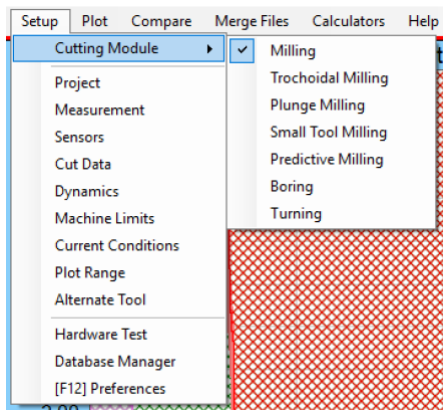 Setup Plot Compare Merge Files Calculators Help
Cutting Module
Milling
Trochoidal Milling
Plunge Milling
Small Tool Milling
Predictive Milling
Boring
Turning
Project
Measurement
Sensors
Cut Data
Dynamics
Machine Limits
Current Conditions
Plot Range
Alternate Tool
Hardware Test
Database Manager
[F12] Preferences